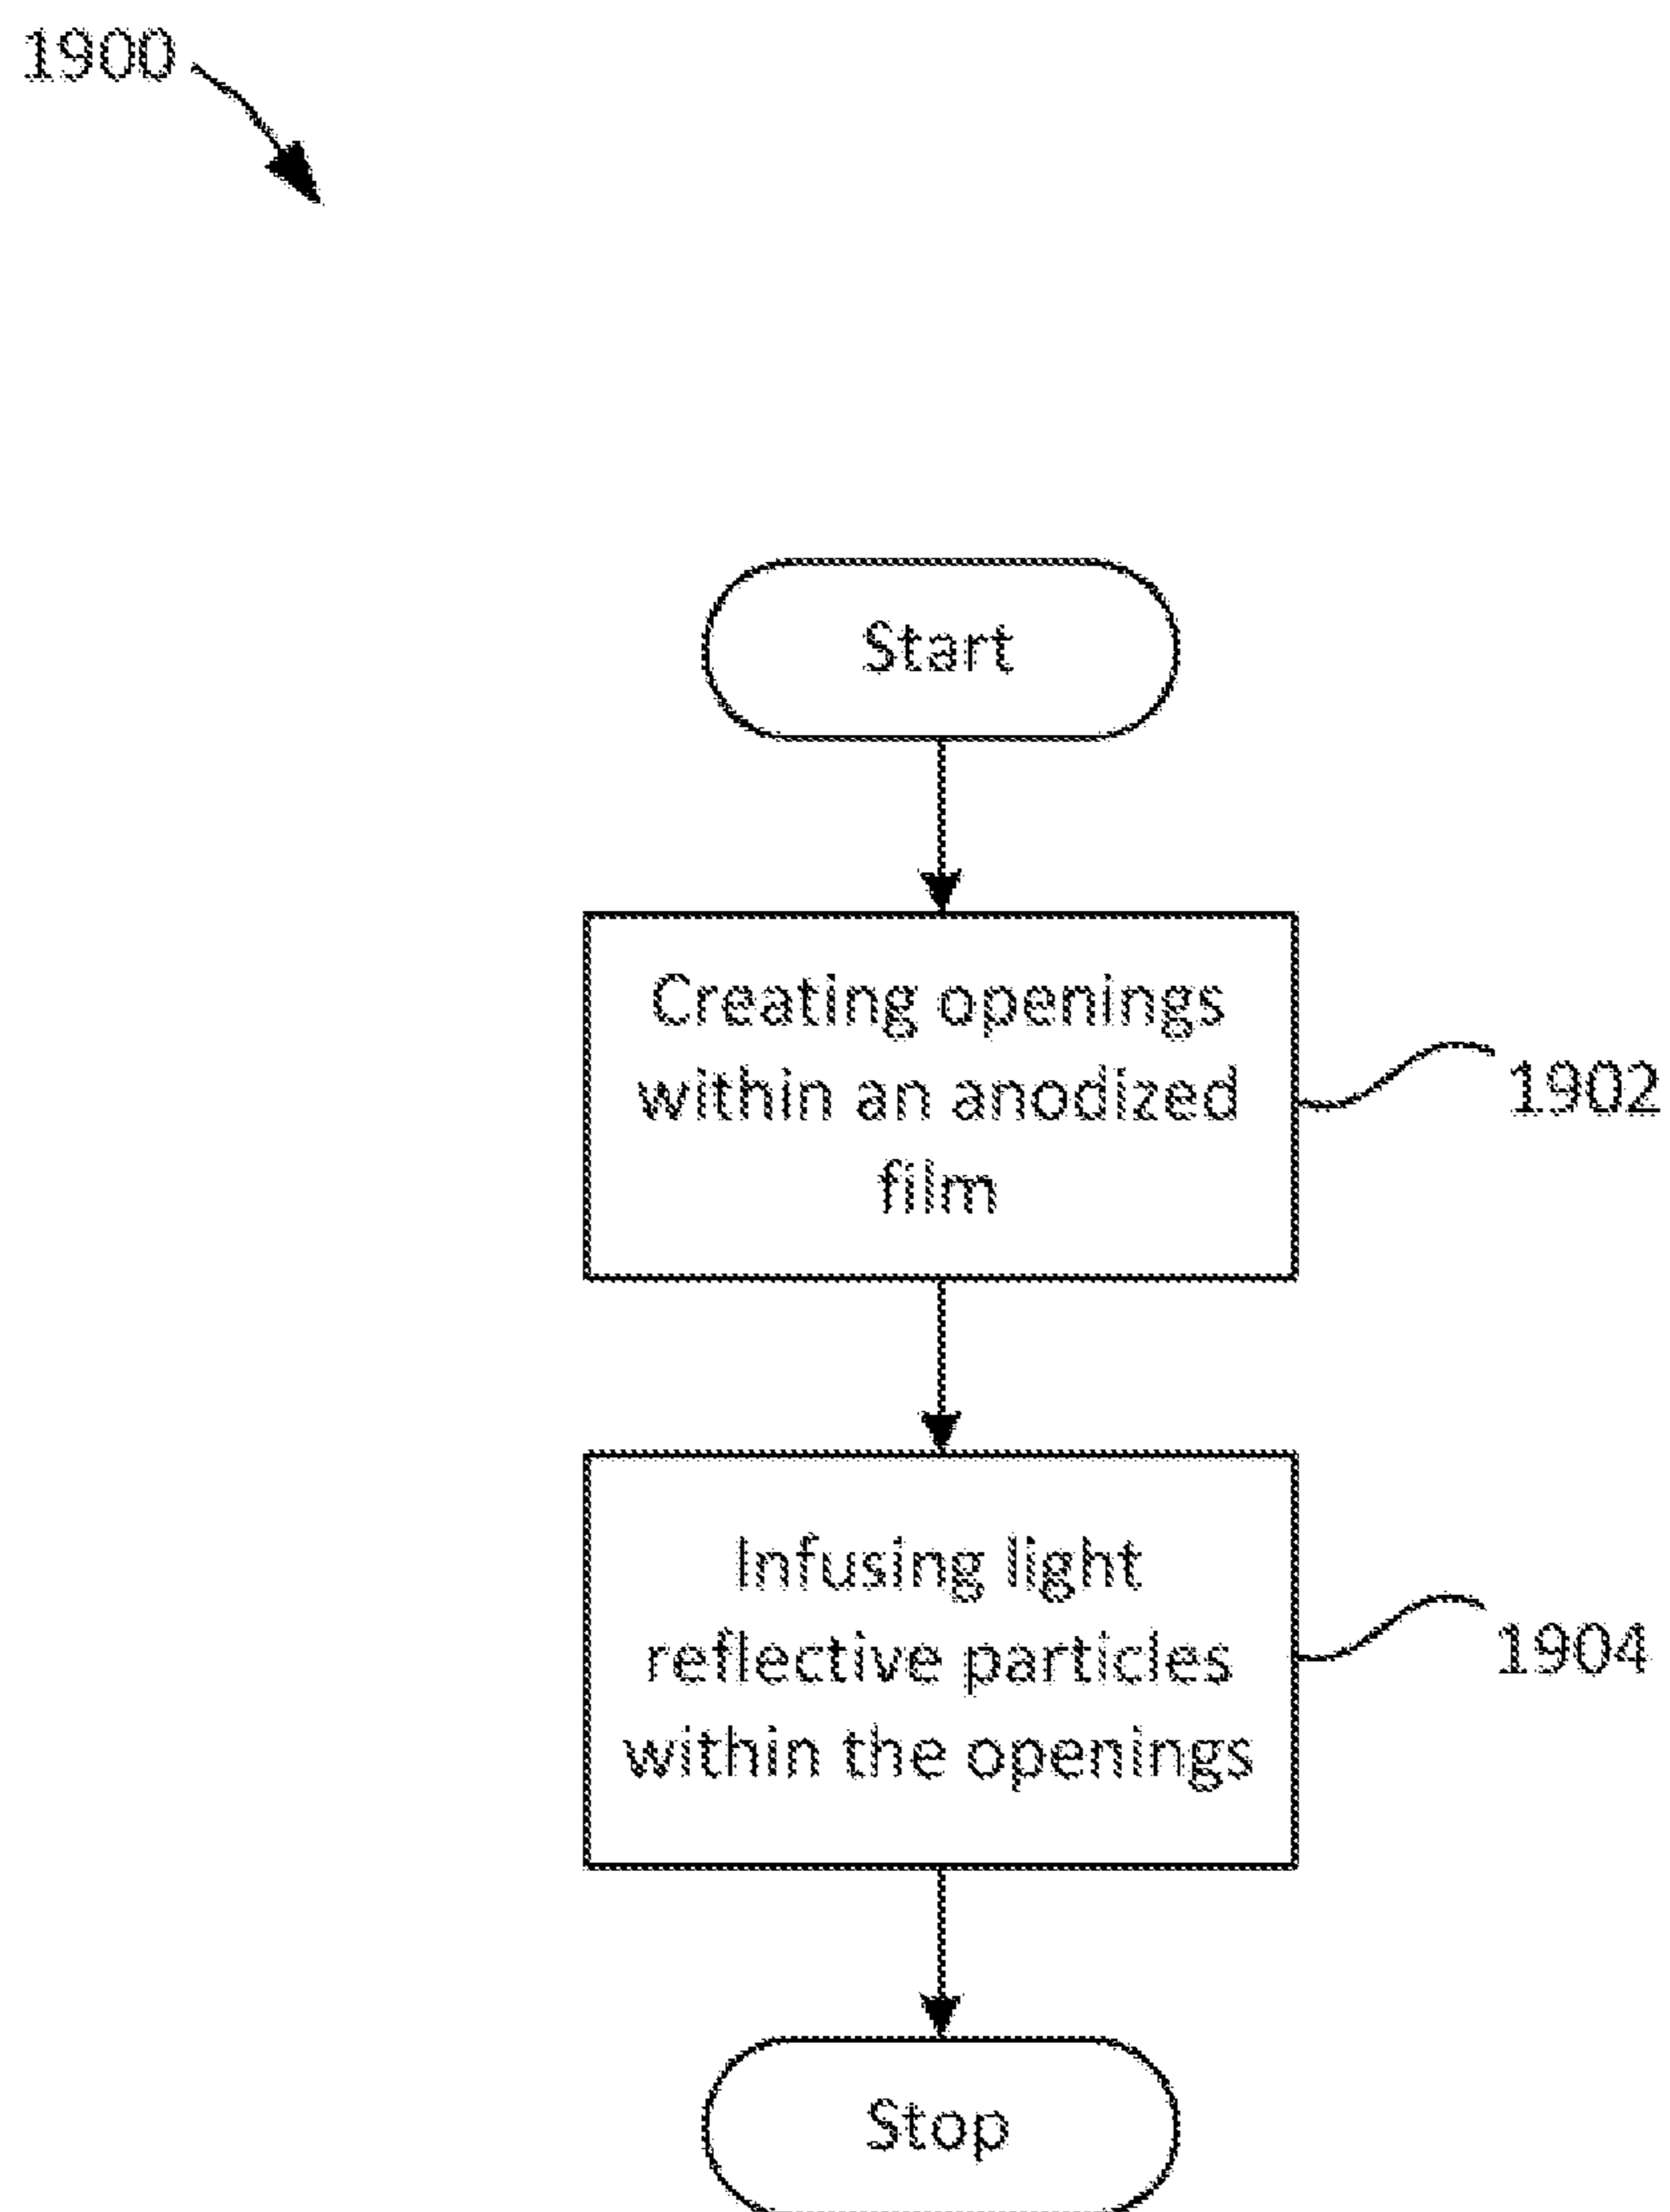 1900
Start
Creating openings
within an anodized
film
1902
Infusing light
reflective particles
within the openings
1904
Stop